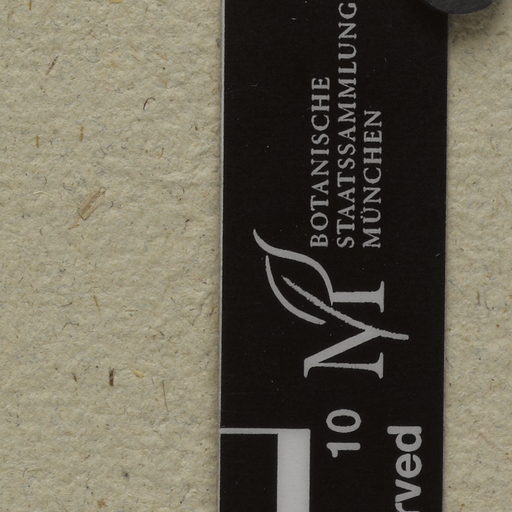 BOTANISCHE
STAATSSAMMLUNG
MÜNCHEN
10
rved